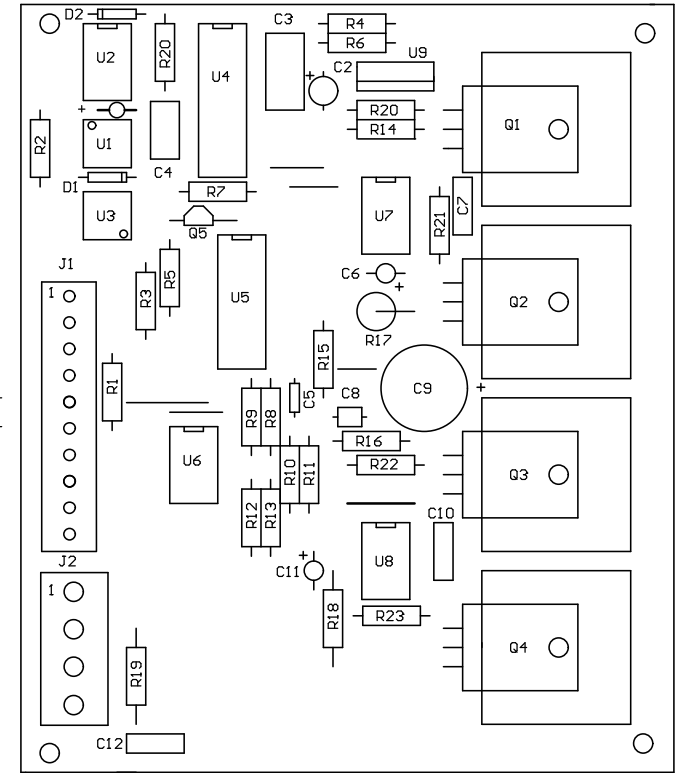 D2
C3
R4
U2
R20
U4
R6
U9
+
C2
+
R20
R14
Q1
R2
U1
C4
D1
R7
U3
U7
R21
C7
Q5
J1
R5
C6
+
1
R3
U5
Q2
R17
R15
R1
C9
+
C5
C8
R9
R8
R16
U6
R10
R11
R22
Q3
R12
R13
C10
+
J2
C11
U8
1
R18
R23
Q4
R19
C12